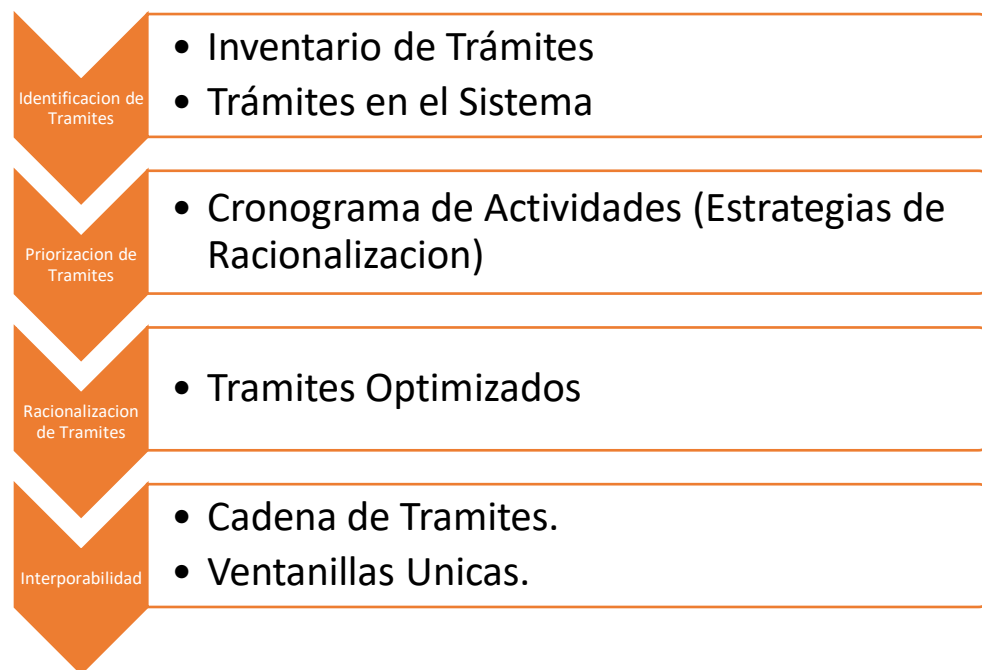 Identificacion de
Tramites
• Inventario de Trámites
• Trámites en el Sistema
Priorizacion de
Tramites
• Cronograma de Actividades (Estrategias de
Racionalizacion)
Racionalizacion
de Tramites
• Tramites Optimizados
Interporabilidad
• Cadena de Tramites.
• Ventanillas Unicas.